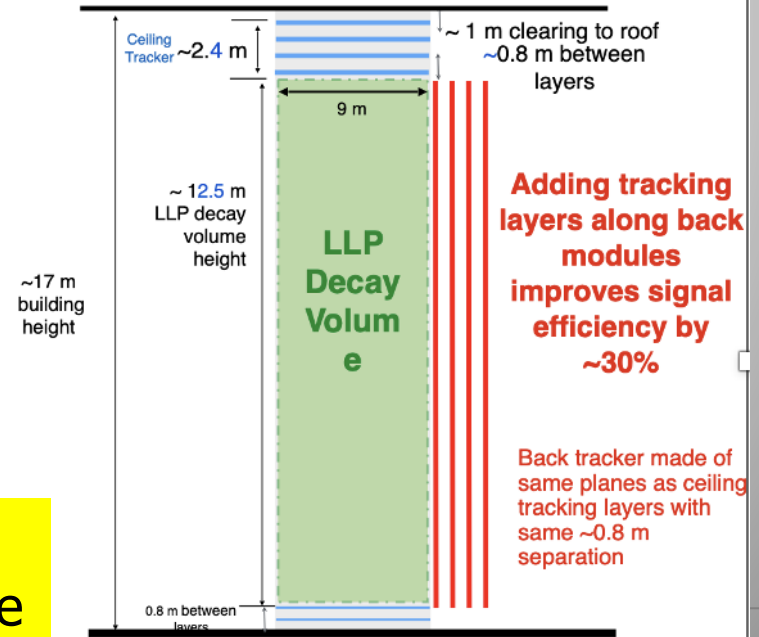 Ceiling
Tracker ~2.4 m
~ 1 m clearing to roof
~0.8 m between
layers
9 m
~ 12.5 m
LLP decay
volume
height
LLP
Decay
Volum
e
~17 m
building
height
Adding tracking
layers along back
modules
improves signal
efficiency by
~30%
Back tracker made of
same planes as ceiling
tracking layers with
same ~0.8 m
separation
0.8 m between
layers
e